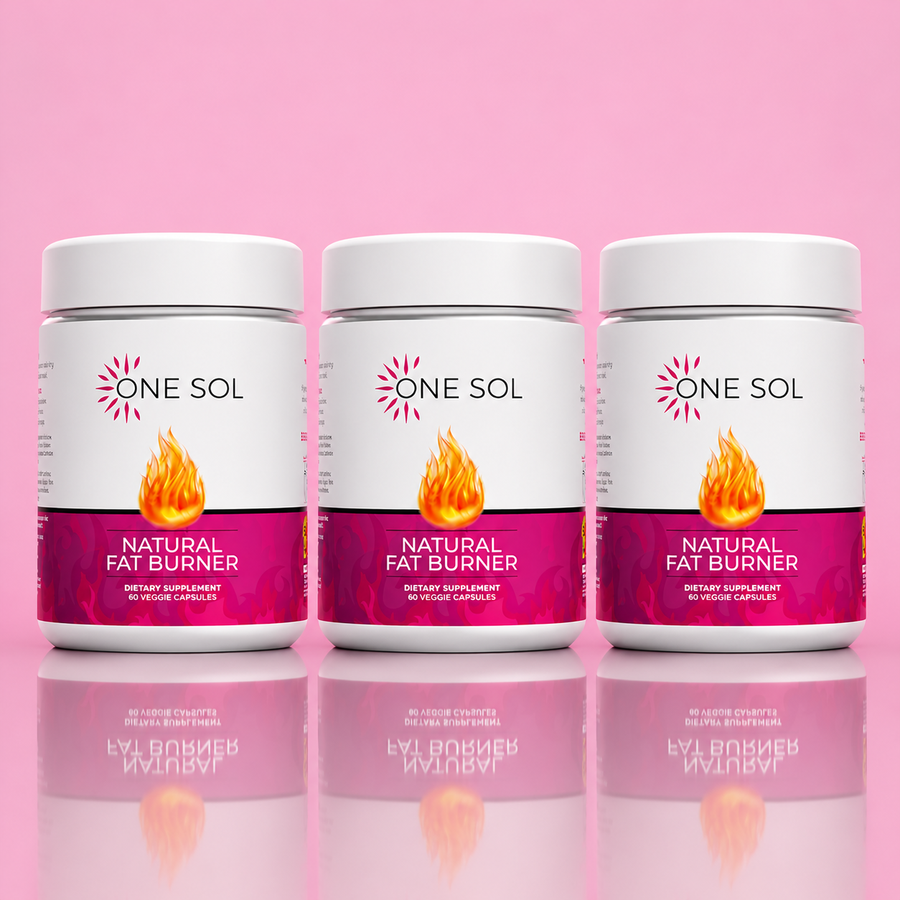 ONE SOL
NATURAL
FAT BURNER
DIETARY SUPPLEMENT
60 VEGGIE CAPSULES
ONE SOL
NATURAL
FAT BURNER
DIETARY SUPPLEMENT
60 VEGGIE CAPSULES
ONE SOL
NATURAL
FAT BURNER
DIETARY SUPPLEMENT
60 VEGGIE CAPSULES